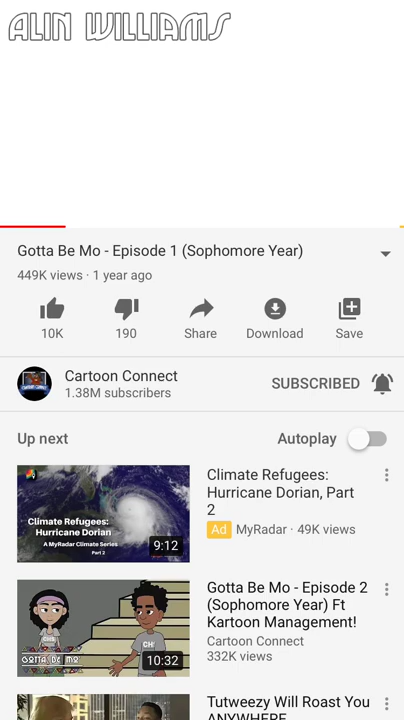 ALIN WILLIAMS
Gotta Be Mo - Episode 1 (Sophomore Year)
449K views · 1 year ago
10K
190
Share
Download
Save
Cartoon Connect
1.38M subscribers
SUBSCRIBED
Up next
Autoplay
Climate Refugees:
Hurricane Dorian
A MyRadar Climate Series
Part 2
9:12
Climate Refugees:
Hurricane Dorian, Part
2
Ad MyRadar · 49K views
GOTTA BE MO
10:32
Gotta Be Mo - Episode 2
(Sophomore Year) Ft
Kartoon Management!
Cartoon Connect
332K views
Tutweezy Will Roast You
ANYWHERE